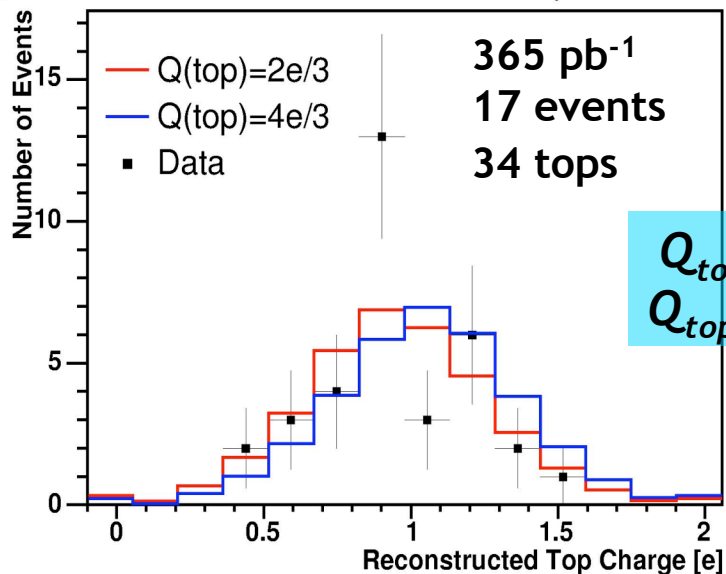 Number of Events
15
10
5
0
Q(top)=2e/3
Q(top)=4e/3
Data
365 pb-1
17 events
34 tops
0 0.5 1 1.5 2
Reconstructed Top Charge [e]